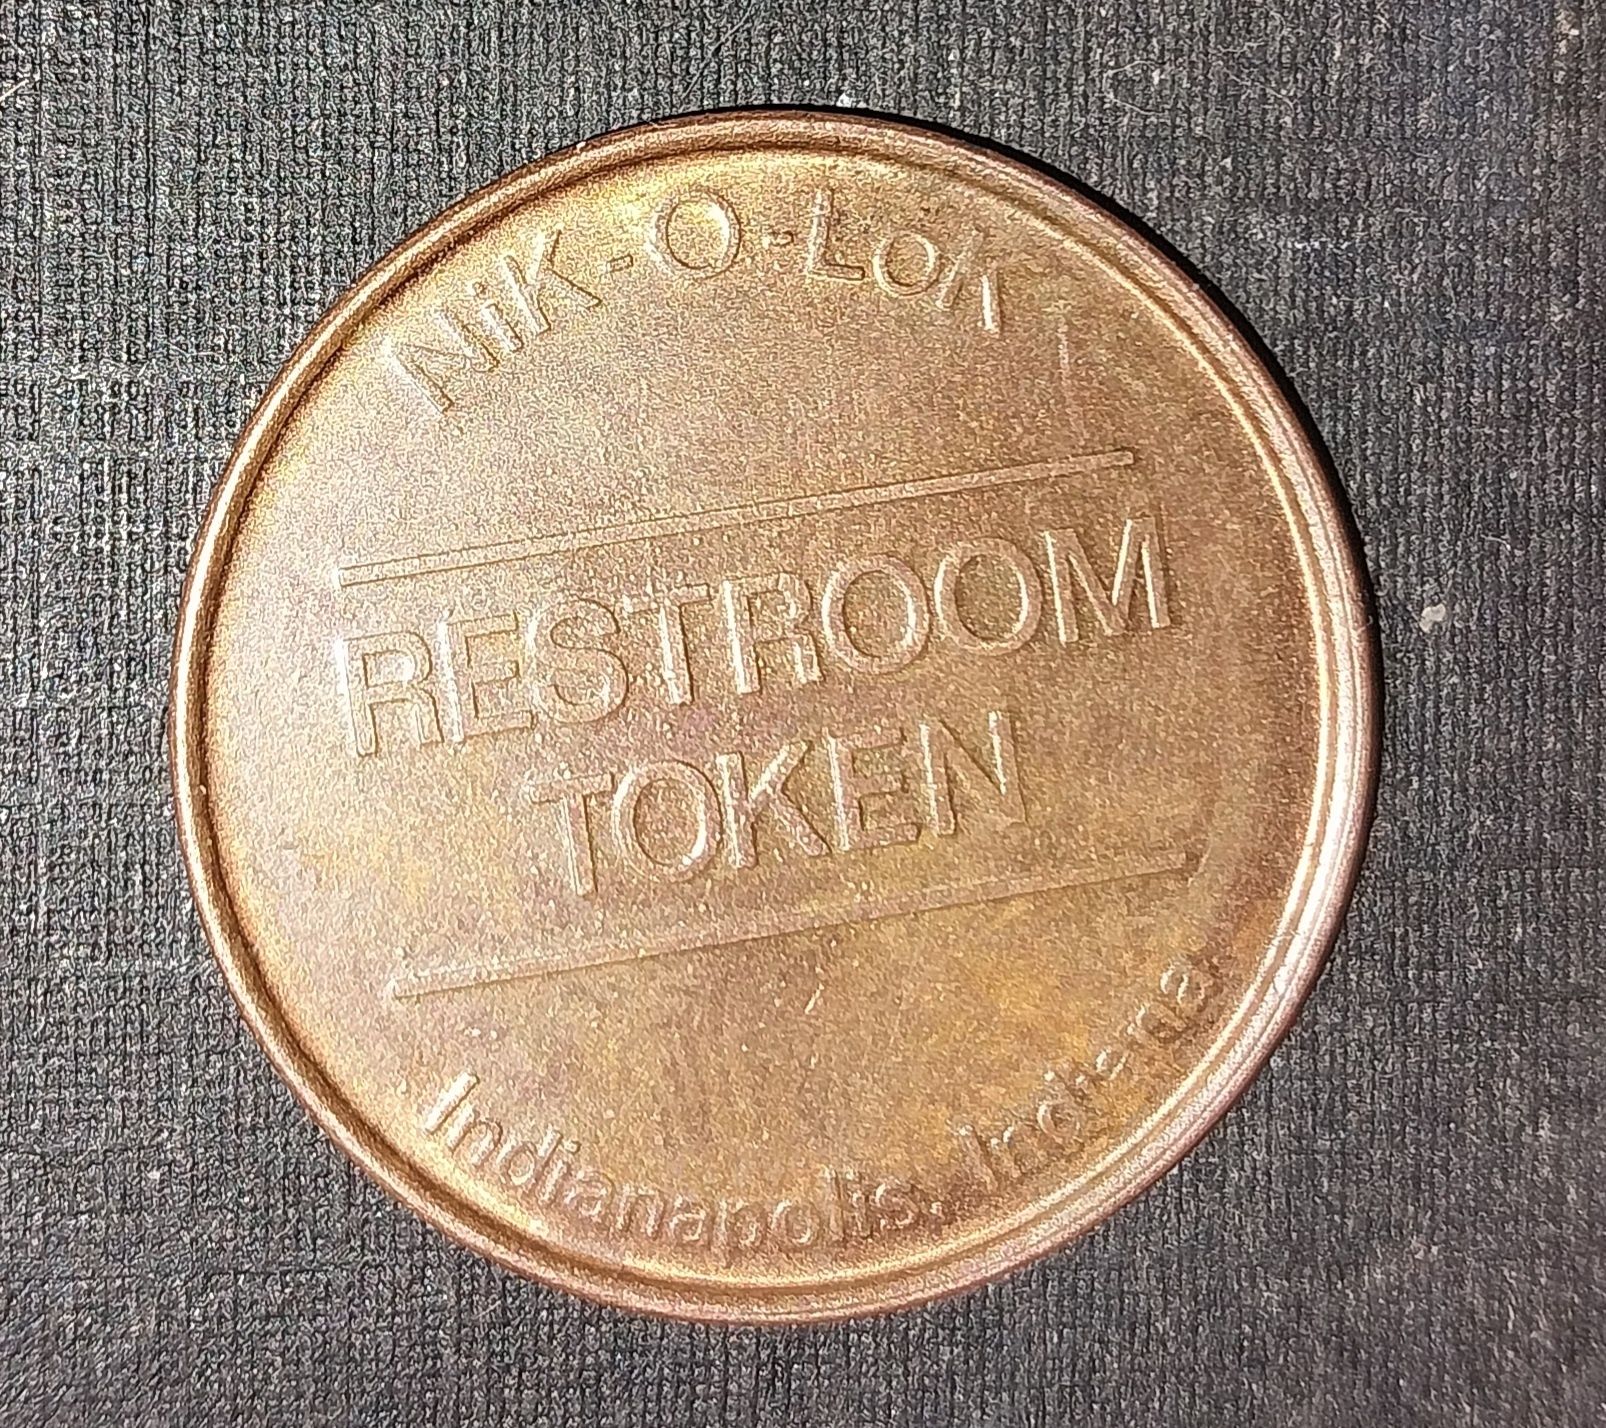 NiK-O-Lok
RESTROOM
TOKEN
Indianapolis, Indiana